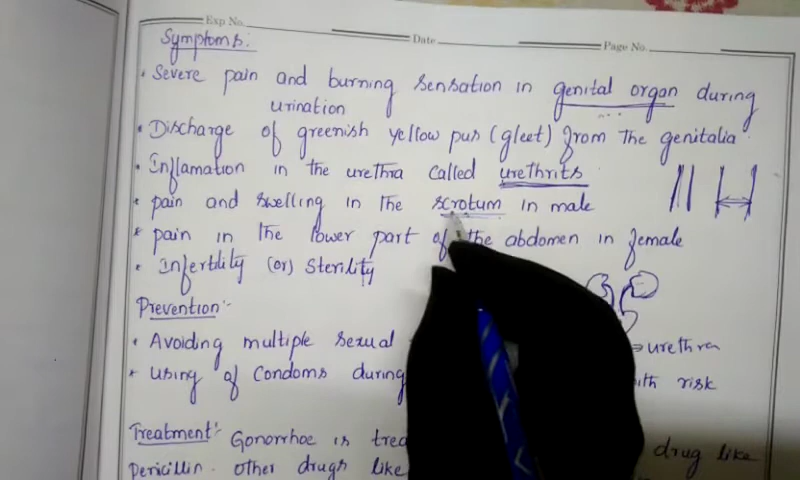 Exp No.
Date
Page No.
Symptoms:
• Severe pain and burning sensation in genital organ during
urination
• Discharge of greenish yellow pus (gleet) from the genitalia
• Inflamation in the urethra called urethrits
• pain and swelling in the scrotum in male
* pain in the lower part of the abdomen in female
* Infertility (or) Sterility
Prevention:-
* Avoiding multiple sexual ⇒ urethra
* Using of Condoms during with risk
Treatment:- Gonorrhoe is drug like
Penicillin. other drugs like